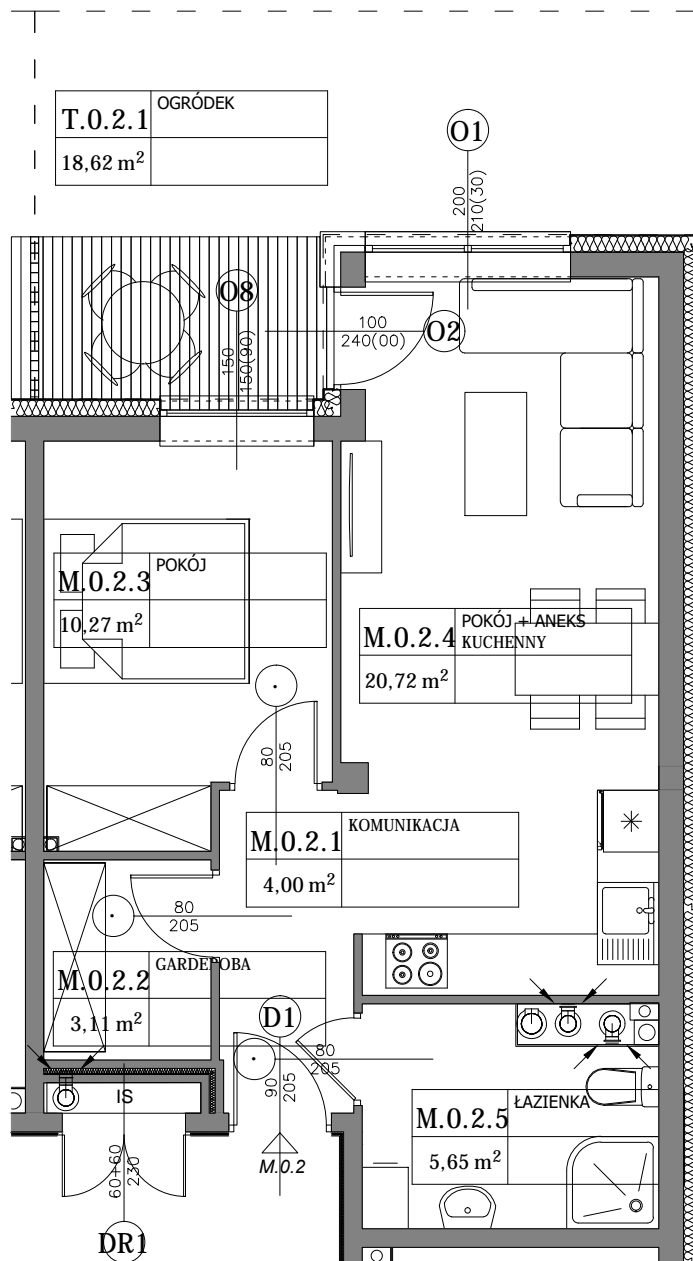 T.0.2.1 OGRÓDEK
18,62 m²
O1
200
210(30)
O8
150
150(90)
100
240(00)
O2
M.0.2.3 POKÓJ
10,27 m²
M.0.2.4 POKÓJ + ANEKS
KUCHENNY
20,72 m²
80
205
M.0.2.1 KOMUNIKACJA
4,00 m²
80
205
M.0.2.2 GARDEROBA
3,11 m²
D1
80
205
90
205
IS
M.0.2.5 ŁAZIENKA
5,65 m²
60+60
230
M.0.2
DR1